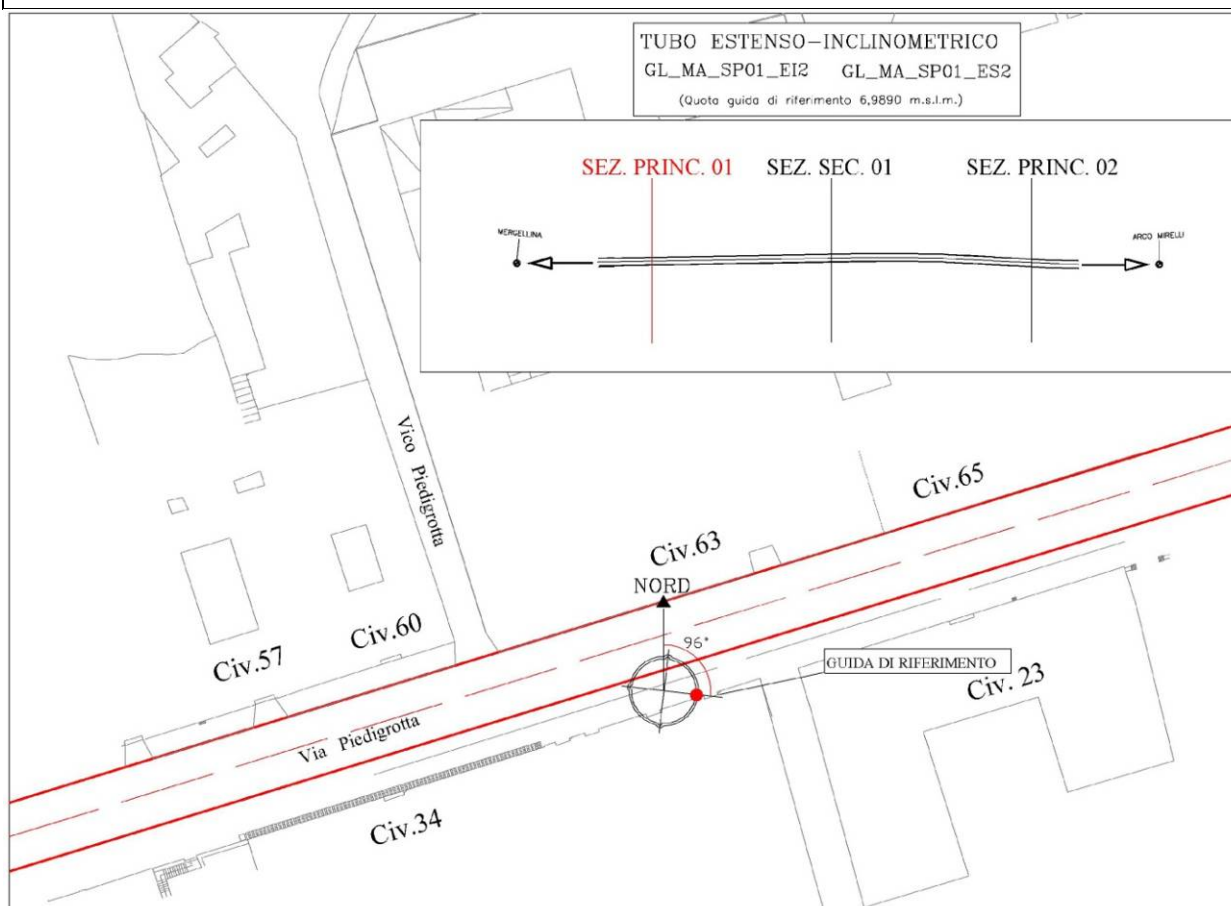 TUBO ESTENSO-INCLINOMETRICO
GL_MA_SP01_EI2 GL_MA_SP01_ES2
(Quota guida di riferimento 6,9890 m.s.l.m.)
SEZ. PRINC. 01 SEZ. SEC. 01 SEZ. PRINC. 02
MERGELLINA
ARCO MIRELLI
Vico Piedigrotta
Civ.65
Civ.63
NORD
96°
Civ.60
Civ.57
GUIDA DI RIFERIMENTO
Civ. 23
Via Piedigrotta
Civ.34